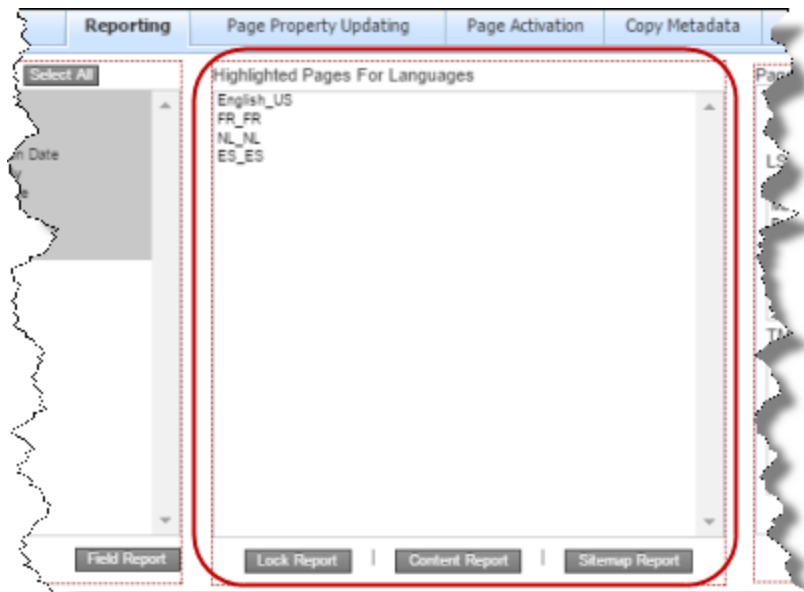 Reporting
Page Property Updating
Page Activation
Copy Metadata
Select All
n Date
Highlighted Pages For Languages
English_US
FR_FR
NL_NL
ES_ES
Field Report
Lock Report | Content Report | Sitemap Report